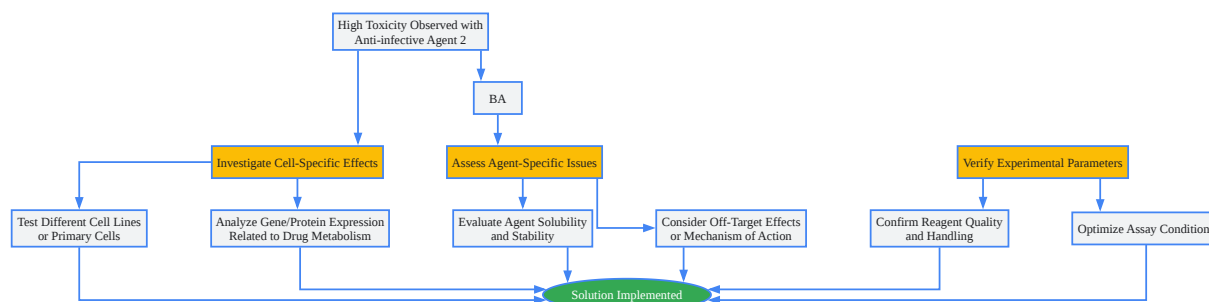 High Toxicity Observed with
Anti-infective Agent 2
BA
Investigate Cell-Specific Effects
Assess Agent-Specific Issues
Verify Experimental Parameters
Test Different Cell Lines
or Primary Cells
Analyze Gene/Protein Expression
Related to Drug Metabolism
Evaluate Agent Solubility
and Stability
Consider Off-Target Effects
or Mechanism of Action
Confirm Reagent Quality
and Handling
Optimize Assay Condition
Solution Implemented